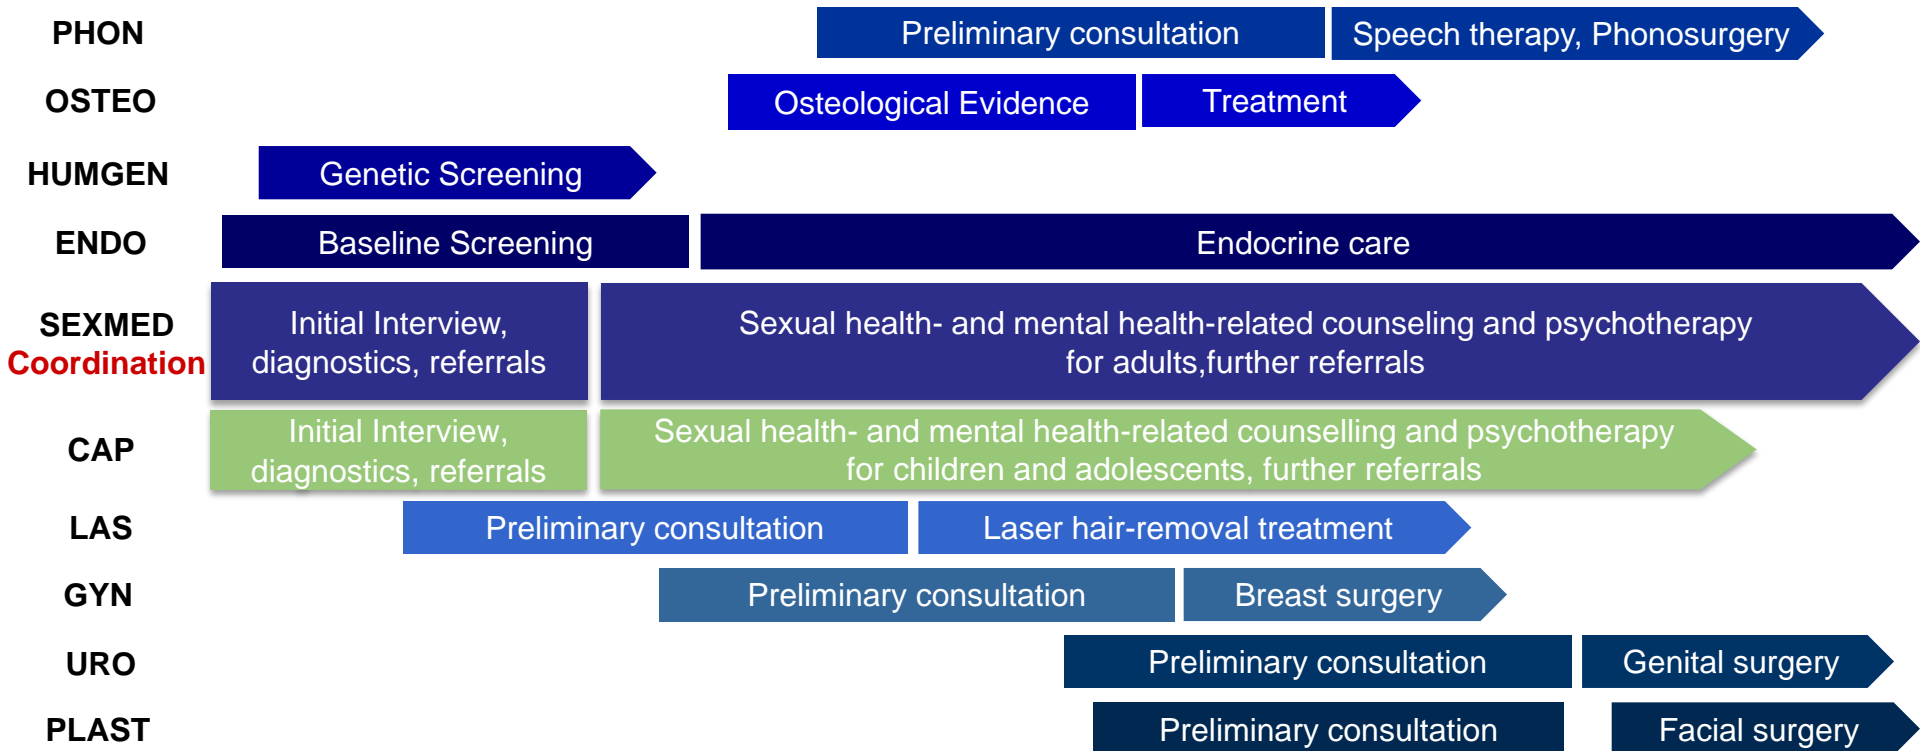 PHON
Preliminary consultation
Speech therapy, Phonosurgery
OSTEO
Osteological Evidence
Treatment
HUMGEN
Genetic Screening
ENDO
Baseline Screening
Endocrine care
SEXMED
Coordination
Initial Interview,
diagnostics, referrals
Sexual health- and mental health-related counseling and psychotherapy
for adults,further referrals
CAP
Initial Interview,
diagnostics, referrals
Sexual health- and mental health-related counselling and psychotherapy
for children and adolescents, further referrals
LAS
Preliminary consultation
Laser hair-removal treatment
GYN
Preliminary consultation
Breast surgery
URO
Preliminary consultation
Genital surgery
PLAST
Preliminary consultation
Facial surgery